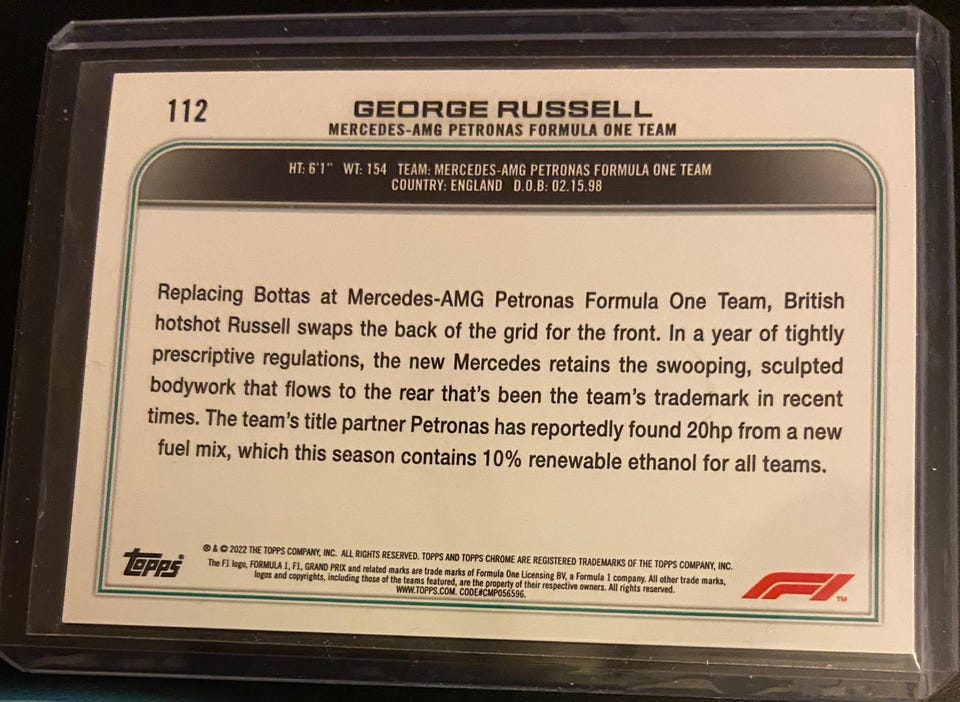 112
GEORGE RUSSELL
MERCEDES-AMG PETRONAS FORMULA ONE TEAM
HT: 6'1" WT: 154 TEAM: MERCEDES-AMG PETRONAS FORMULA ONE TEAM
COUNTRY: ENGLAND D.O.B: 02.15.98
Replacing Bottas at Mercedes-AMG Petronas Formula One Team, British
hotshot Russell swaps the back of the grid for the front. In a year of tightly
prescriptive regulations, the new Mercedes retains the swooping, sculpted
bodywork that flows to the rear that's been the team's trademark in recent
times. The team's title partner Petronas has reportedly found 20hp from a new
fuel mix, which this season contains 10% renewable ethanol for all teams.
Topps
® & © 2022 THE TOPPS COMPANY, INC. ALL RIGHTS RESERVED. TOPPS AND TOPPS CHROME ARE REGISTERED TRADEMARKS OF THE TOPPS COMPANY, INC.
The F1 logo, FORMULA 1, F1, GRAND PRIX and related marks are trade marks of Formula One Licensing BV, a Formula 1 company. All other trade marks,
logos and copyrights, including those of the teams featured, are the property of their respective owners. All rights reserved.
WWW.TOPPS.COM. CODE#CMP056596.
F1 TM